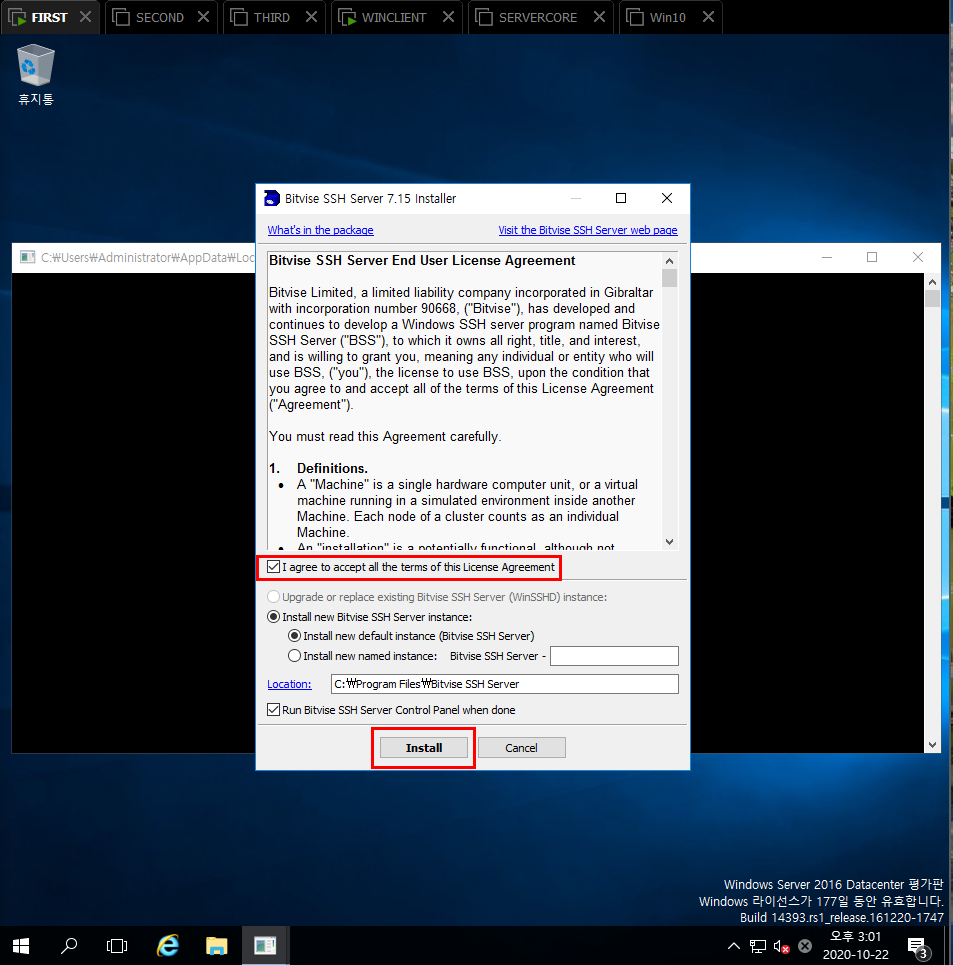 FIRST
SECOND
THIRD
WINCLIENT
SERVERCORE
Win10
휴지통
C:₩Users₩Administrator₩AppData₩Loc
Bitvise SSH Server 7.15 Installer
What's in the package
Visit the Bitvise SSH Server web page
Bitvise SSH Server End User License Agreement
Bitvise Limited, a limited liability company incorporated in Gibraltar
with incorporation number 90668, ("Bitvise"), has developed and
continues to develop a Windows SSH server program named Bitvise
SSH Server ("BSS"), to which it owns all right, title, and interest,
and is willing to grant you, meaning any individual or entity who will
use BSS, ("you"), the license to use BSS, upon the condition that
you agree to and accept all of the terms of this License Agreement
("Agreement").
You must read this Agreement carefully.
1. Definitions.
• A "Machine" is a single hardware computer unit, or a virtual
machine running in a simulated environment inside another
Machine. Each node of a cluster counts as an individual
Machine.
• An "installation" is a potentially functional, although not
I agree to accept all the terms of this License Agreement
Upgrade or replace existing Bitvise SSH Server (WinSSHD) instance:
Install new Bitvise SSH Server instance:
Install new default instance (Bitvise SSH Server)
Install new named instance: Bitvise SSH Server -
Location: C:₩Program Files₩Bitvise SSH Server
Run Bitvise SSH Server Control Panel when done
Install
Cancel
Windows Server 2016 Datacenter 평가판
Windows 라이선스가 177일 동안 유효합니다.
Build 14393.rs1_release.161220-1747
오후 3:01
2020-10-22
3